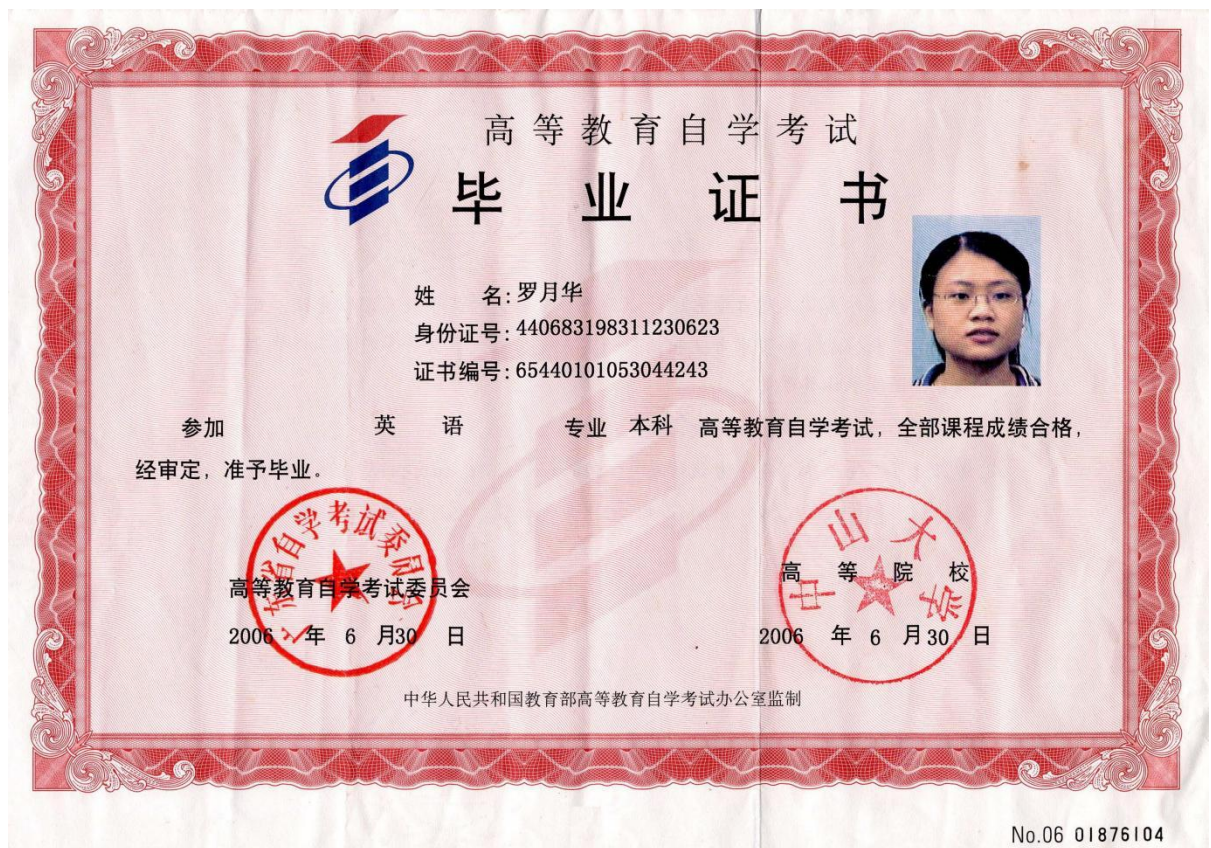 高等教育自学考试
毕业证书
姓 名:罗月华
身份证号:440683198311230623
证书编号:65440101053044243
参加 英 语 专业 本科 高等教育自学考试,全部课程成绩合格,
经审定,准予毕业。
广东省自学考试委员会
中山大学
高等教育自学考试委员会 高 等 院 校
2006 年 6 月 30 日 2006 年 6 月 30 日
中华人民共和国教育部高等教育自学考试办公室监制
No.06 01876104